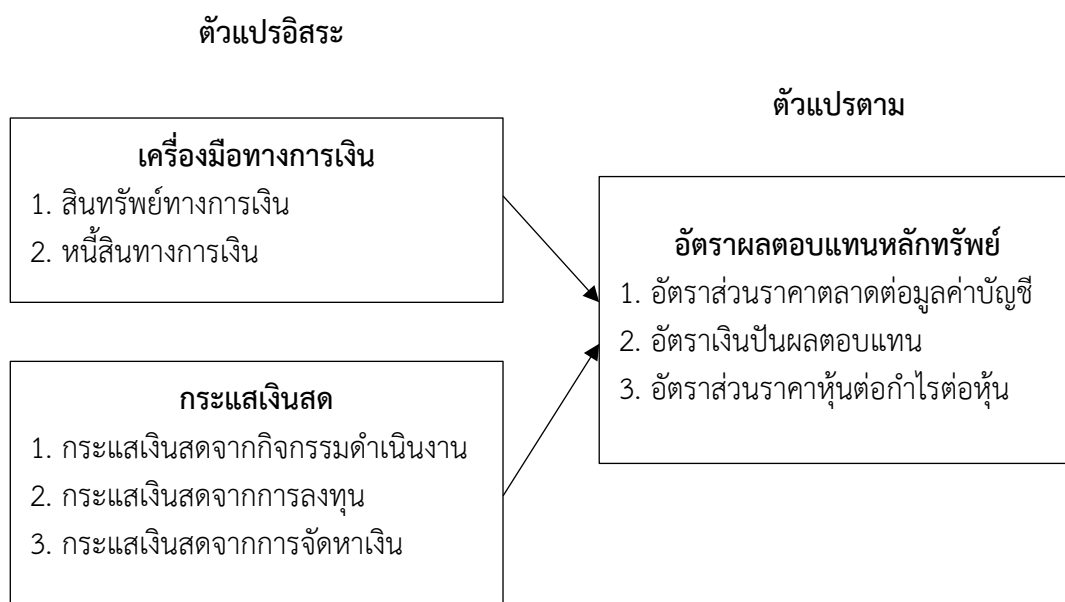 ตัวแปรอิสระ
ตัวแปรตาม
เครื่องมือทางการเงิน
1. สินทรัพย์ทางการเงิน
2. หนี้สินทางการเงิน
อัตราผลตอบแทนหลักทรัพย์
1. อัตราส่วนราคาตลาดต่อมูลค่าบัญชี
2. อัตราเงินปันผลตอบแทน
3. อัตราส่วนราคาหุ้นต่อกำไรต่อหุ้น
กระแสเงินสด
1. กระแสเงินสดจากกิจกรรมดำเนินงาน
2. กระแสเงินสดจากการลงทุน
3. กระแสเงินสดจากการจัดหาเงิน